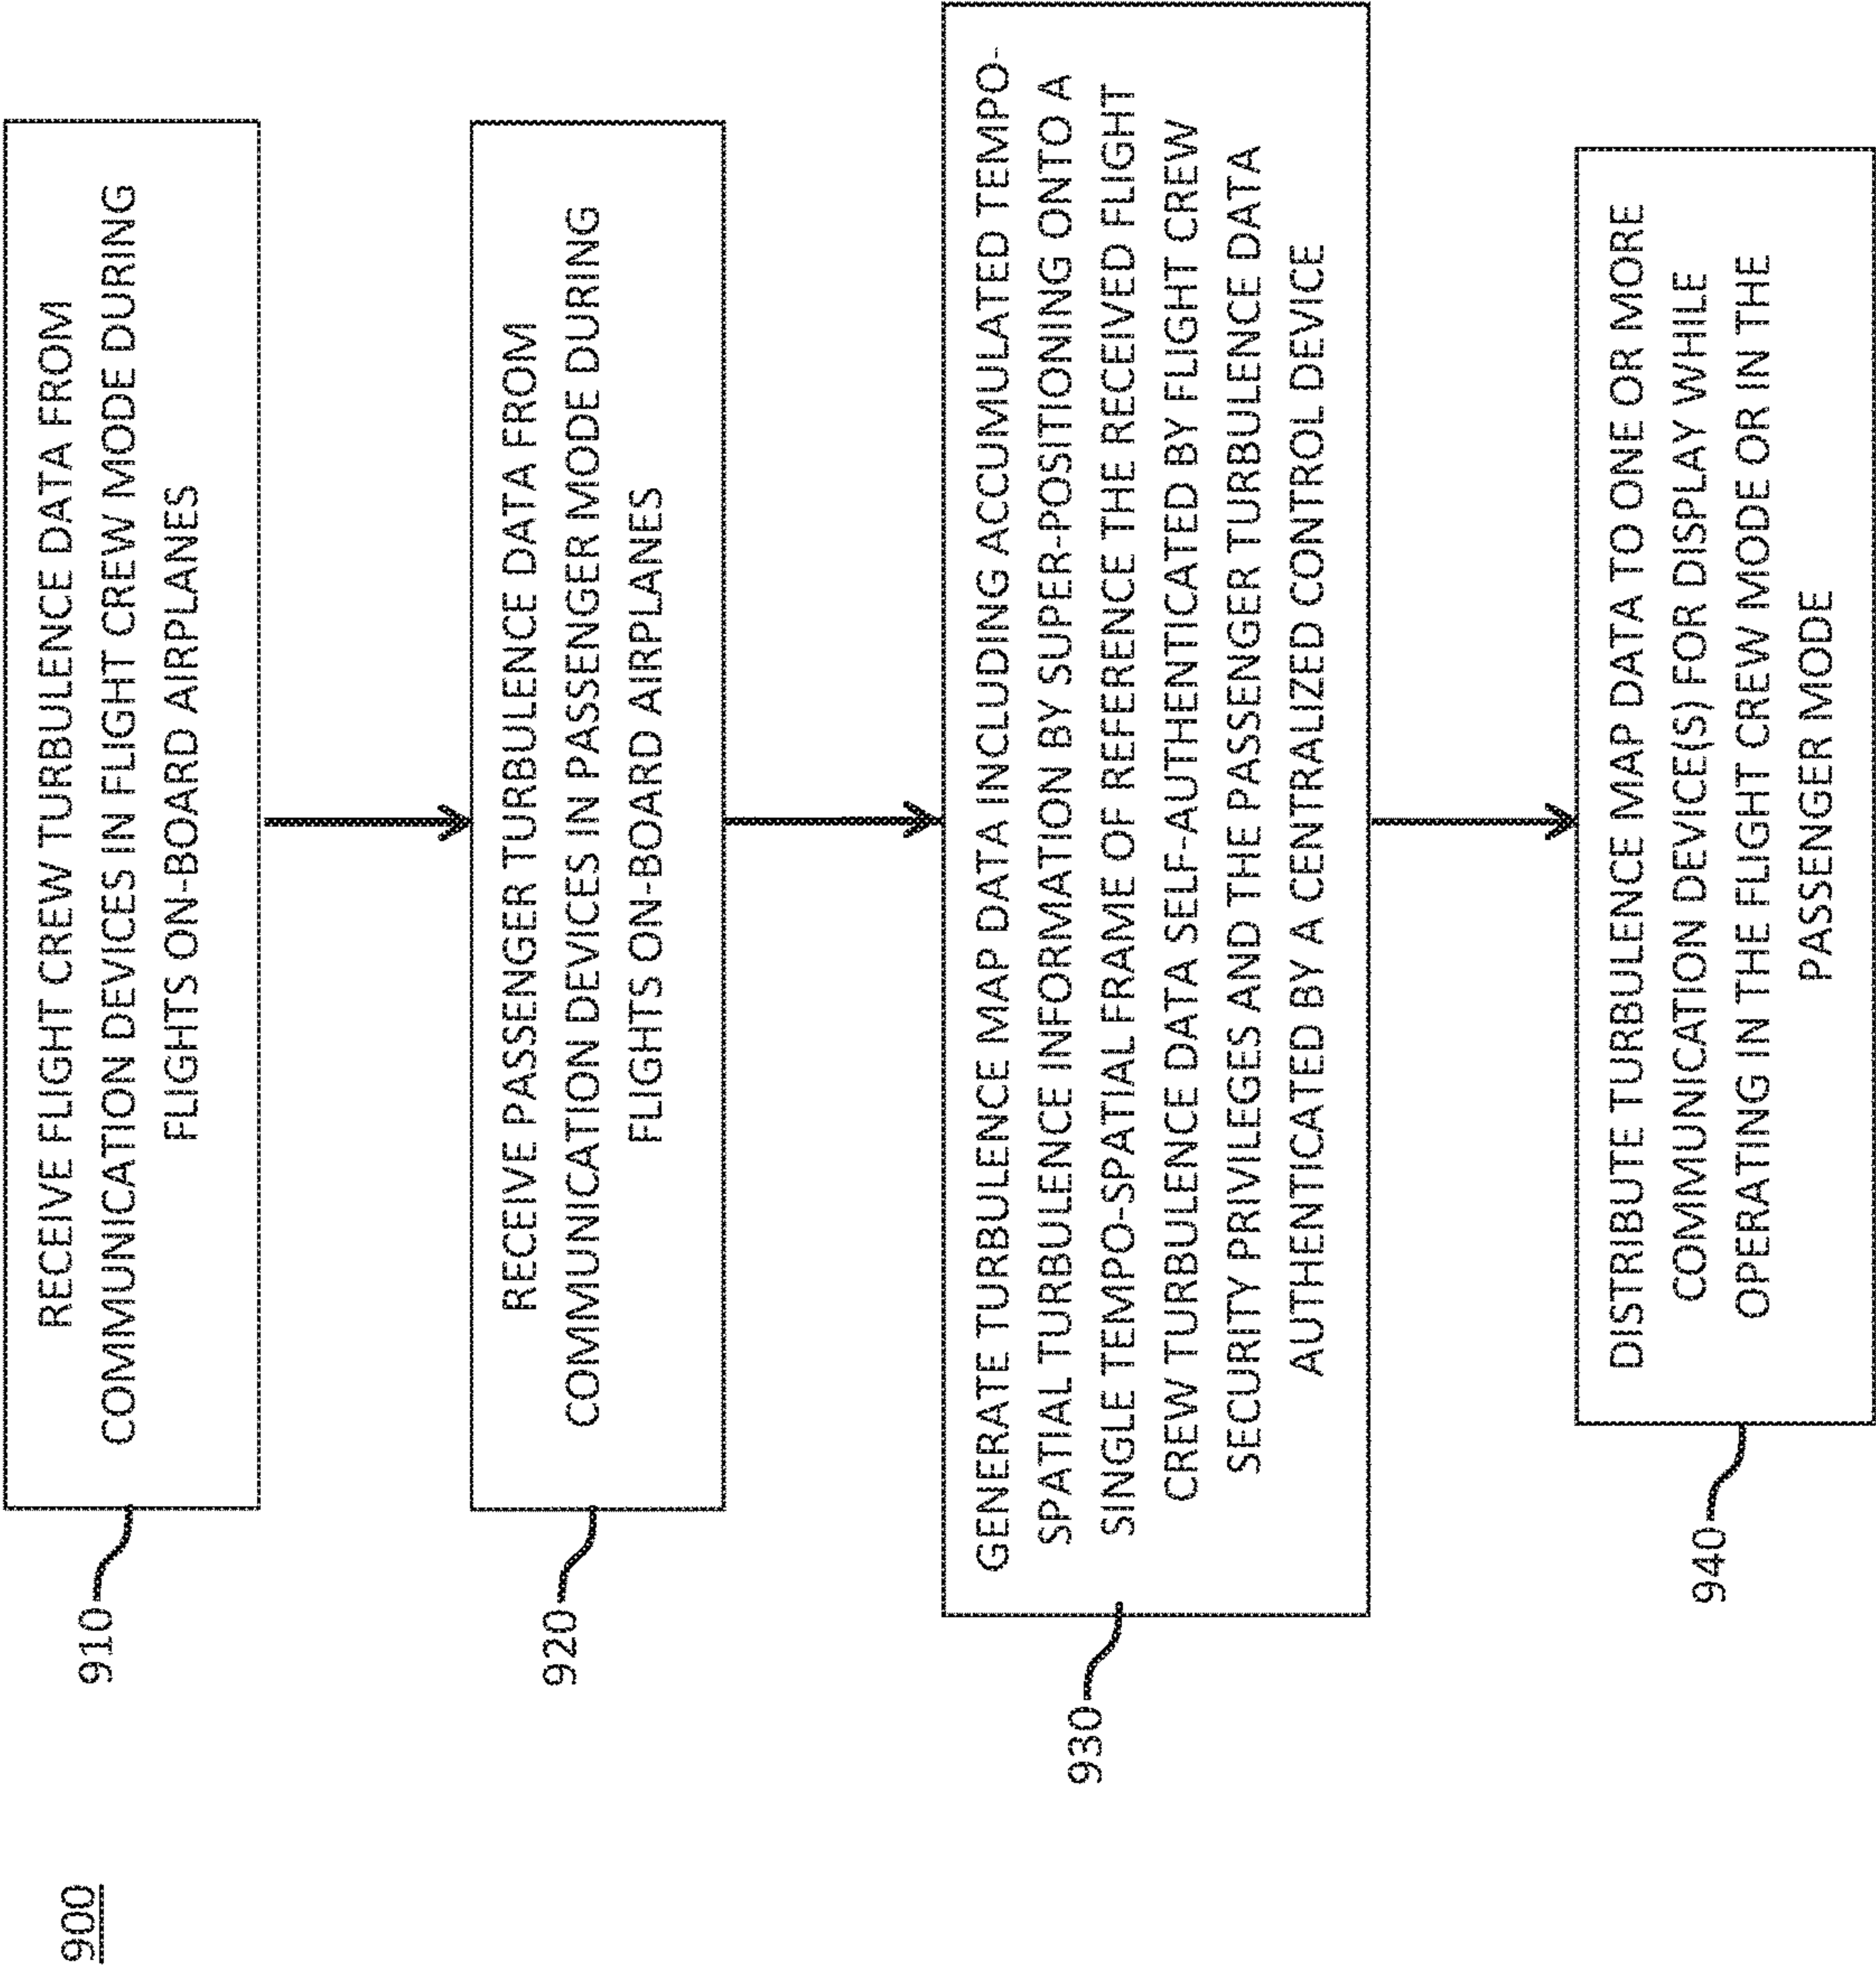 900
910
RECEIVE FLIGHT CREW TURBULENCE DATA FROM
COMMUNICATION DEVICES IN FLIGHT CREW MODE DURING
FLIGHTS ON-BOARD AIRPLANES
920
RECEIVE PASSENGER TURBULENCE DATA FROM
COMMUNICATION DEVICES IN PASSENGER MODE DURING
FLIGHTS ON-BOARD AIRPLANES
930
GENERATE TURBULENCE MAP DATA INCLUDING ACCUMULATED TEMPO-
SPATIAL TURBULENCE INFORMATION BY SUPER-POSITIONING ONTO A
SINGLE TEMPO-SPATIAL FRAME OF REFERENCE THE RECEIVED FLIGHT
CREW TURBULENCE DATA SELF-AUTHENTICATED BY FLIGHT CREW
SECURITY PRIVILEGES AND THE PASSENGER TURBULENCE DATA
AUTHENTICATED BY A CENTRALIZED CONTROL DEVICE
940
DISTRIBUTE TURBULENCE MAP DATA TO ONE OR MORE
COMMUNICATION DEVICE(S) FOR DISPLAY WHILE
OPERATING IN THE FLIGHT CREW MODE OR IN THE
PASSENGER MODE